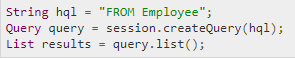 String hql = "FROM Employee";
Query query = session.createQuery(hql);
List results = query.list();